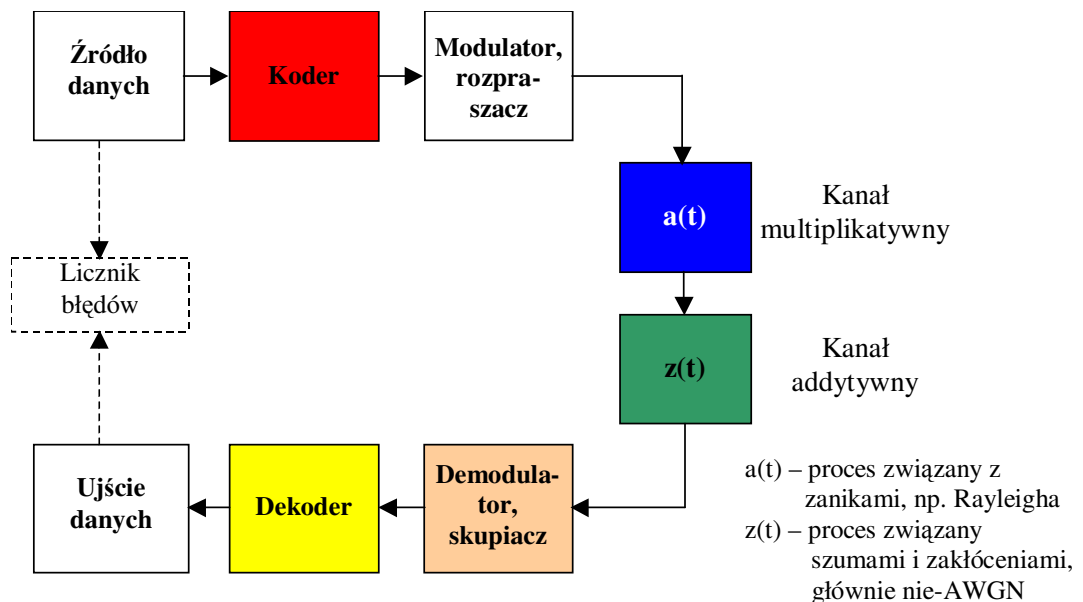 Źródło
danych
Koder
Modulator,
rozpra-
szacz
a(t)
Kanał
multiplikatywny
Licznik
błędów
z(t)
Kanał
addytywny
Ujście
danych
Dekoder
Demodula-
tor,
skupiacz
a(t) – proces związany z
zanikami, np. Rayleigha
z(t) – proces związany
szumami i zakłóceniami,
głównie nie-AWGN